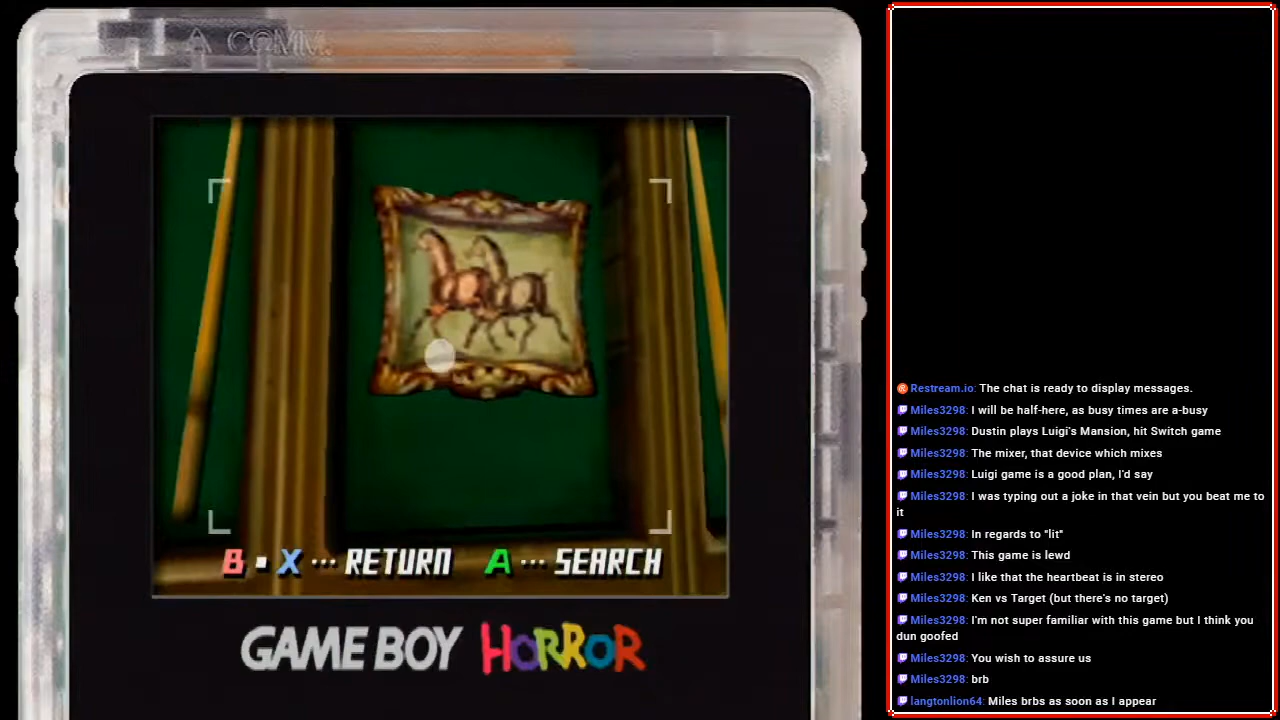 A COMM.
B ▪ X ··· RETURN A ··· SEARCH
GAME BOY HORROR
Restream.io: The chat is ready to display messages.
Miles3298: I will be half-here, as busy times are a-busy
Miles3298: Dustin plays Luigi's Mansion, hit Switch game
Miles3298: The mixer, that device which mixes
Miles3298: Luigi game is a good plan, I'd say
Miles3298: I was typing out a joke in that vein but you beat me to
it
Miles3298: In regards to "lit"
Miles3298: This game is lewd
Miles3298: I like that the heartbeat is in stereo
Miles3298: Ken vs Target (but there's no target)
Miles3298: I'm not super familiar with this game but I think you
dun goofed
Miles3298: You wish to assure us
Miles3298: brb
langtonlion64: Miles brbs as soon as I appear